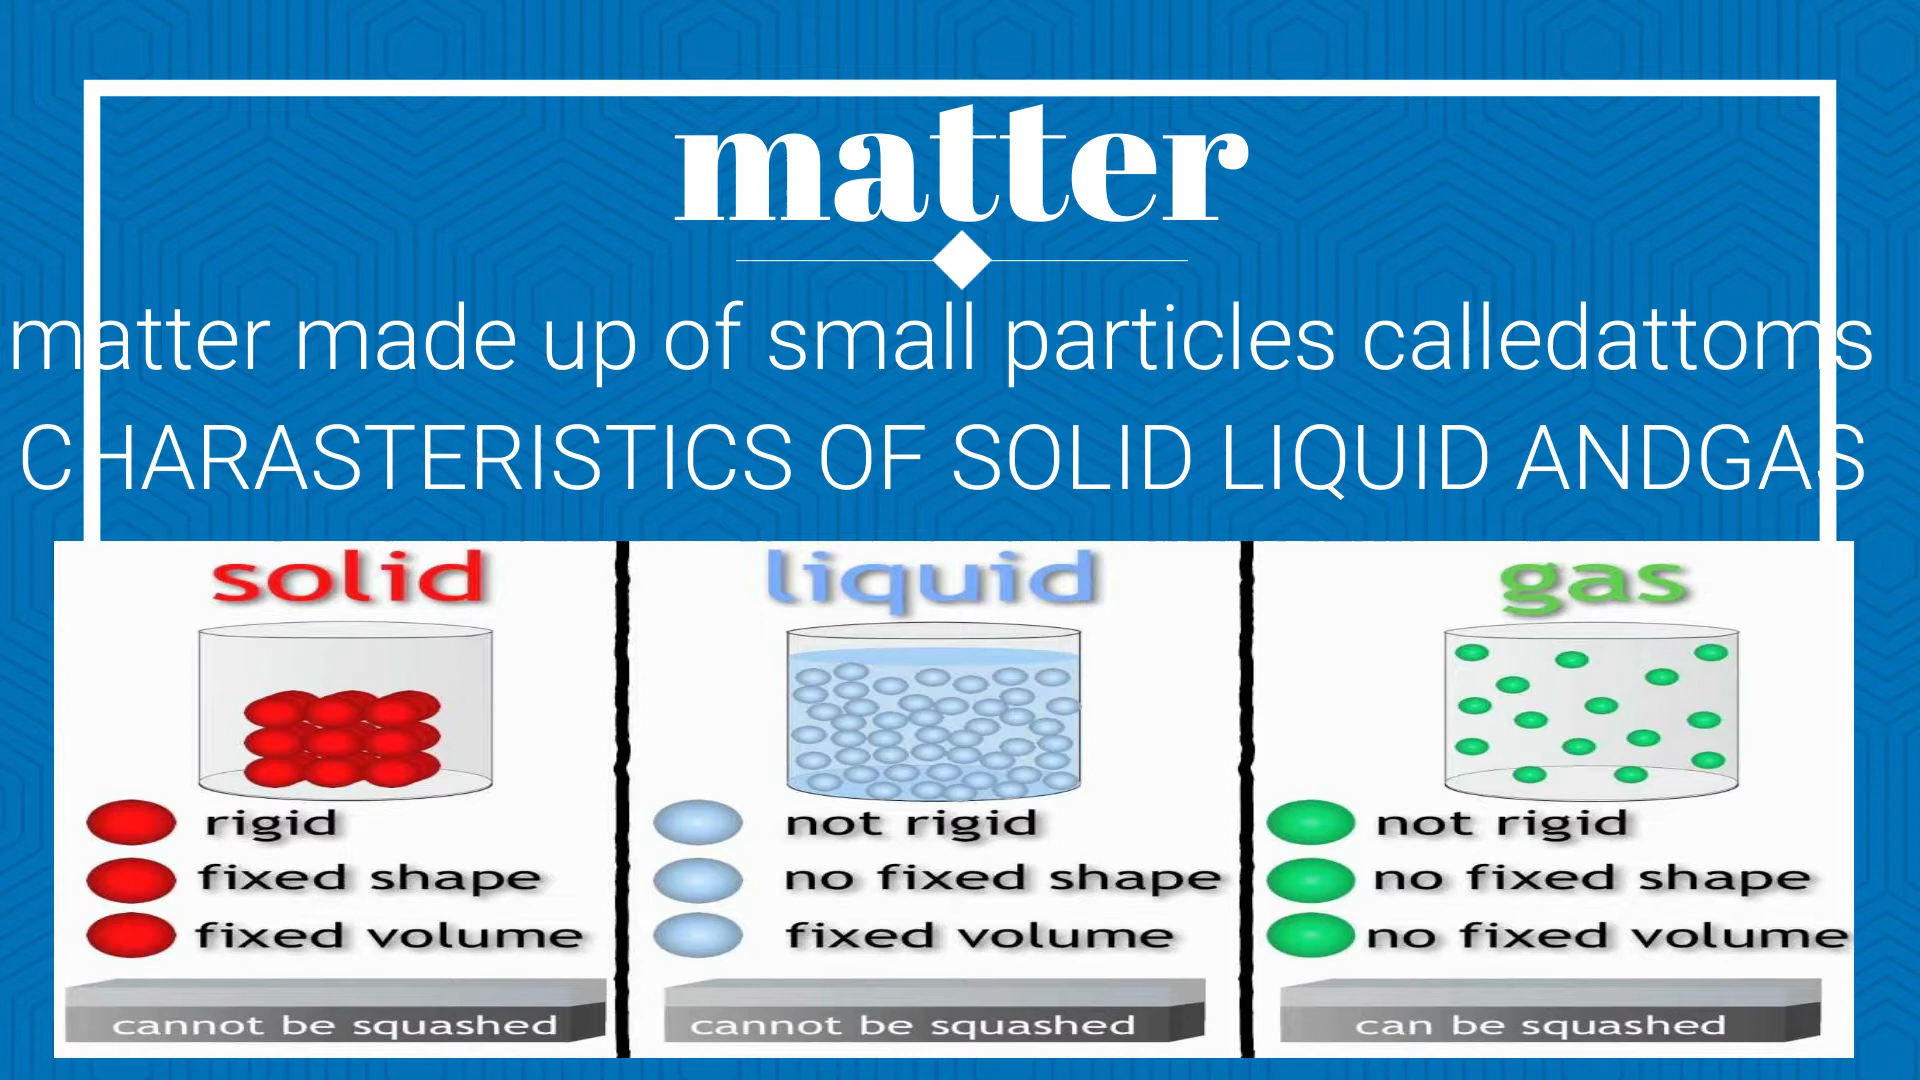 matter
matter made up of small particles calledattoms
CHARASTERISTICS OF SOLID LIQUID ANDGAS
solid
rigid
fixed shape
fixed volume
cannot be squashed
liquid
not rigid
no fixed shape
fixed volume
cannot be squashed
gas
not rigid
no fixed shape
no fixed volume
can be squashed